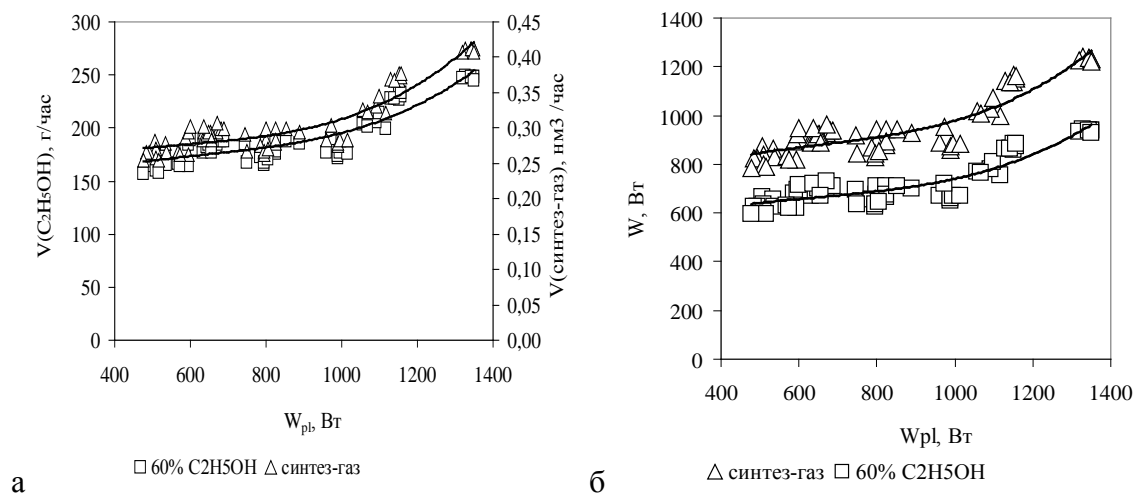 300
250
200
150
100
50
0
V(C₂H₅OH), г/час
0,45
0,40
0,35
0,30
0,25
0,20
0,15
0,10
0,05
0,00
V(синтез-газ), нм3 /час
400 600 800 1000 1200 1400
W_pl, Вт
□ 60% C2H5OH △ синтез-газ
а
1400
1200
1000
800
600
400
200
0
W, Вт
400 600 800 1000 1200 1400
Wpl, Вт
△ синтез-газ □ 60% C2H5OH
б